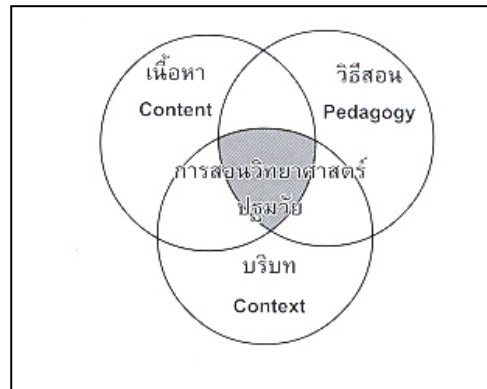 เนื้อหา
Content
วิธีสอน
Pedagogy
การสอนวิทยาศาสตร์
ปฐมวัย
บริบท
Context